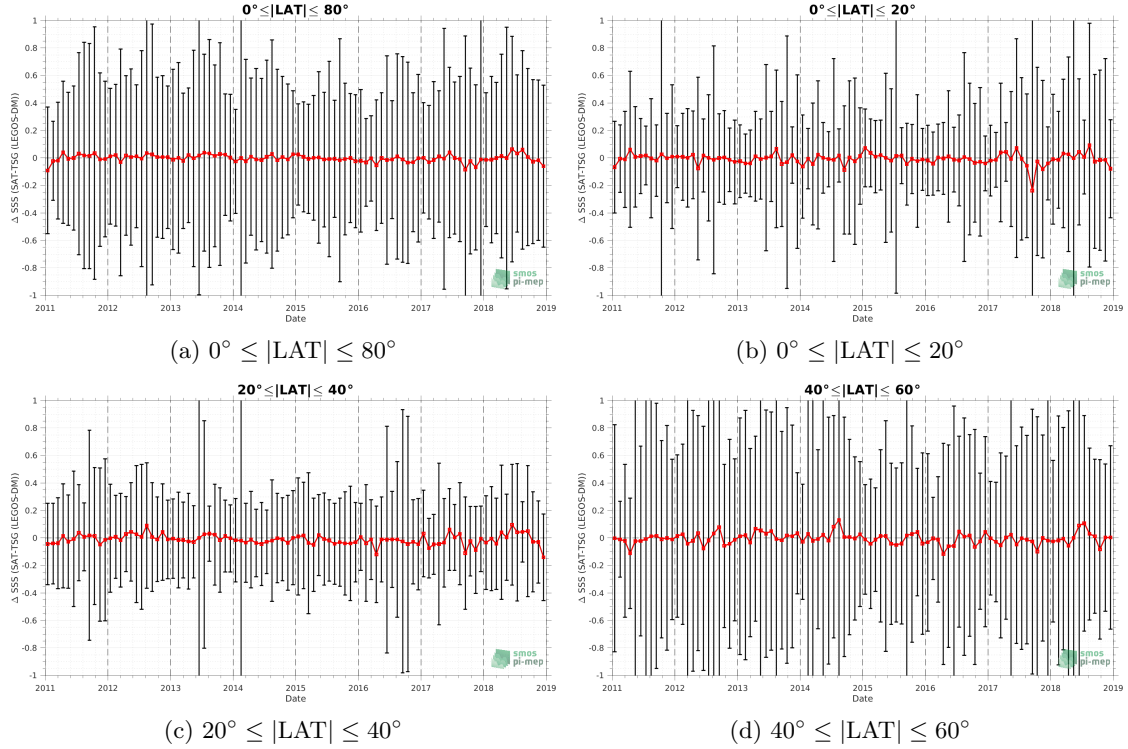 0°≤|LAT|≤ 80°
Δ SSS (SAT-TSG (LEGOS-DM))
1
0.8
0.6
0.4
0.2
0
-0.2
-0.4
-0.6
-0.8
-1
2011 2012 2013 2014 2015 2016 2017 2018 2019
Date
smos
pi-mep
(a) 0° ≤ |LAT| ≤ 80°
0°≤|LAT|≤ 20°
Δ SSS (SAT-TSG (LEGOS-DM))
1
0.8
0.6
0.4
0.2
0
-0.2
-0.4
-0.6
-0.8
-1
2011 2012 2013 2014 2015 2016 2017 2018 2019
Date
smos
pi-mep
(b) 0° ≤ |LAT| ≤ 20°
20°≤|LAT|≤ 40°
Δ SSS (SAT-TSG (LEGOS-DM))
1
0.8
0.6
0.4
0.2
0
-0.2
-0.4
-0.6
-0.8
-1
2011 2012 2013 2014 2015 2016 2017 2018 2019
Date
smos
pi-mep
(c) 20° ≤ |LAT| ≤ 40°
40°≤|LAT|≤ 60°
Δ SSS (SAT-TSG (LEGOS-DM))
1
0.8
0.6
0.4
0.2
0
-0.2
-0.4
-0.6
-0.8
-1
2011 2012 2013 2014 2015 2016 2017 2018 2019
Date
smos
pi-mep
(d) 40° ≤ |LAT| ≤ 60°